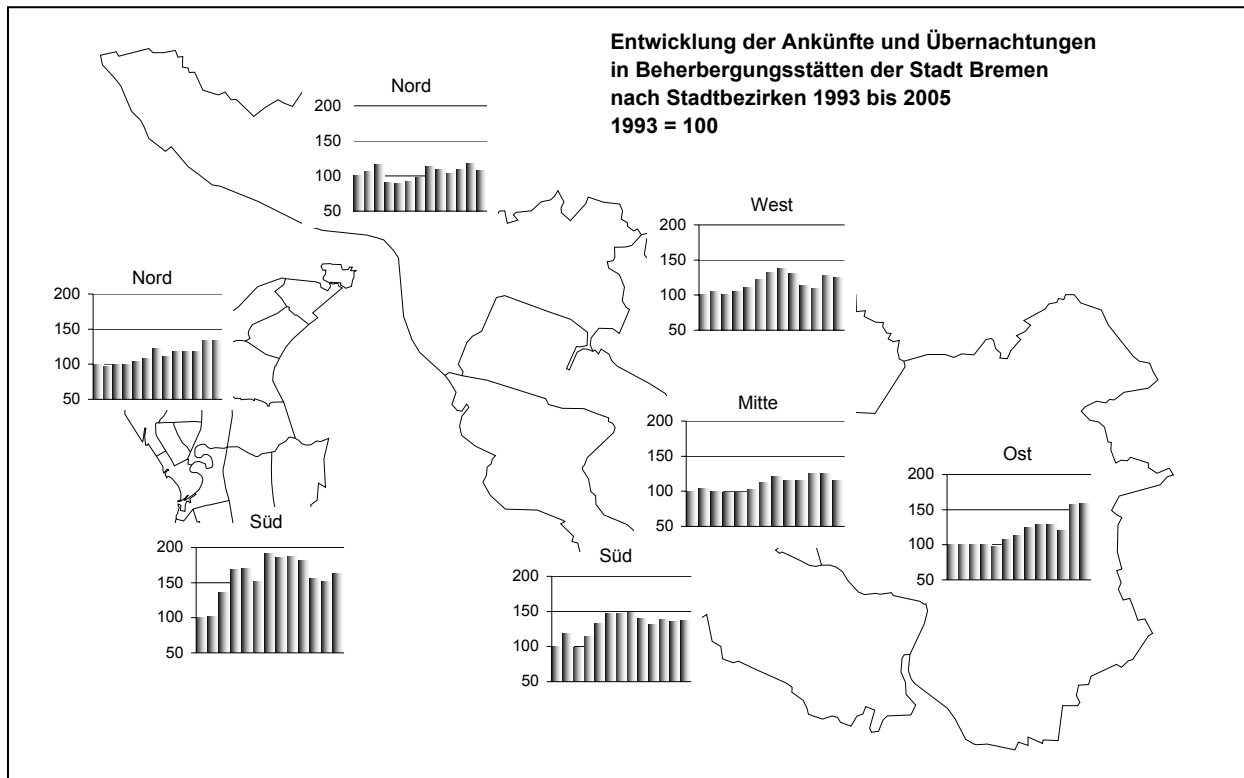 Entwicklung der Ankünfte und Übernachtungen
in Beherbergungsstätten der Stadt Bremen
nach Stadtbezirken 1993 bis 2005
1993 = 100
Nord
200
150
100
50
West
200
150
100
50
Nord
200
150
100
50
Mitte
200
150
100
50
Ost
200
150
100
50
Süd
200
150
100
50
Süd
200
150
100
50